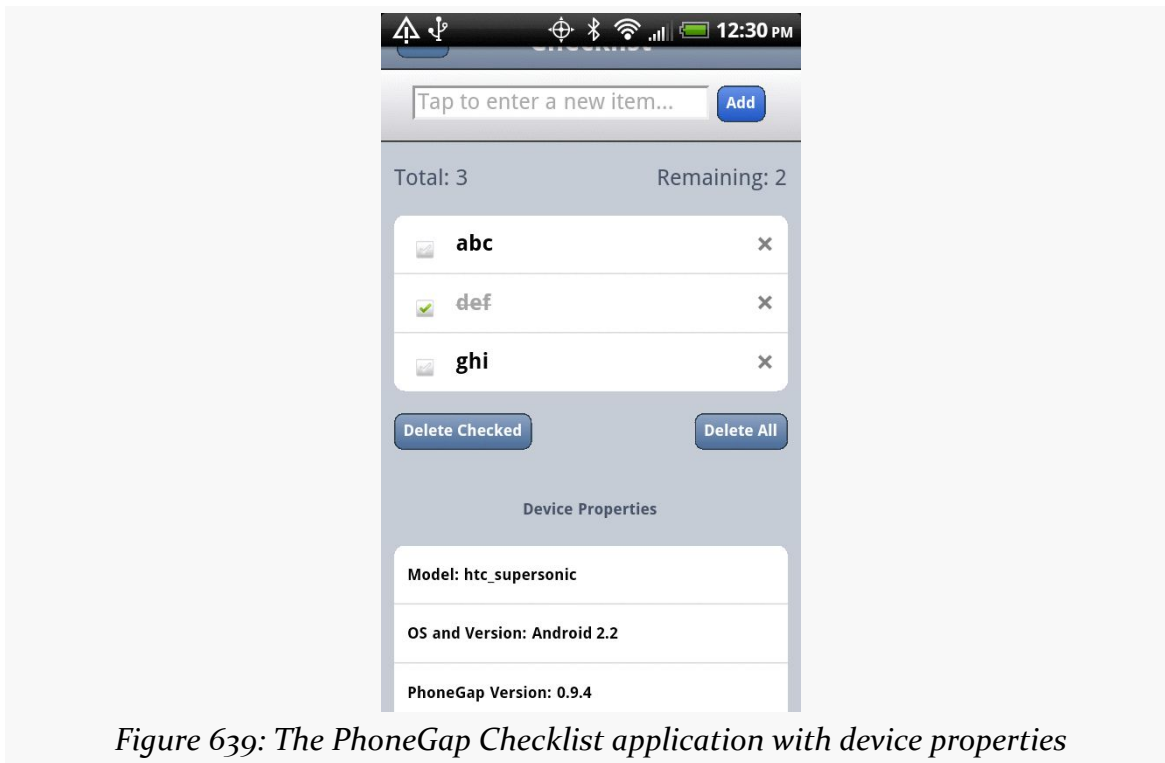 12:30 PM
Checklist
Tap to enter a new item...
Add
Total: 3
Remaining: 2
abc
def
ghi
Delete Checked
Delete All
Device Properties
Model: htc_supersonic
OS and Version: Android 2.2
PhoneGap Version: 0.9.4
Figure 639: The PhoneGap Checklist application with device properties